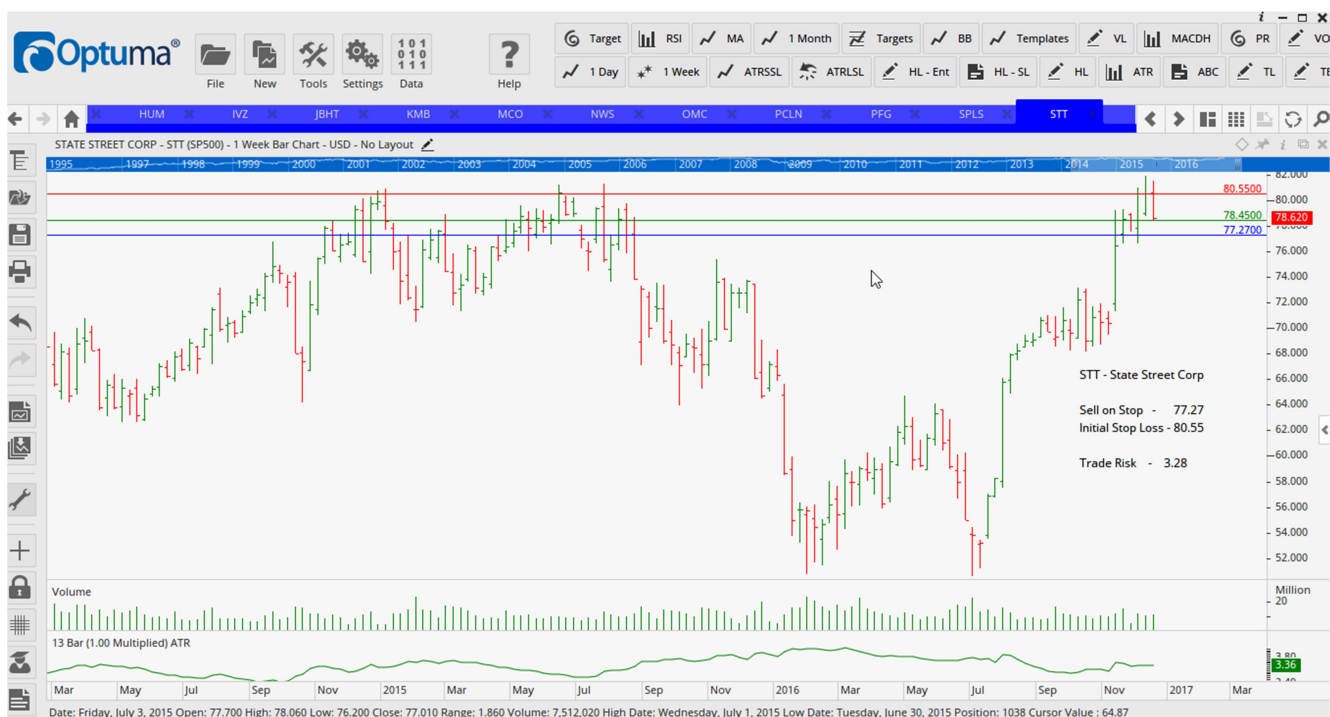 Optuma®
File New Tools Settings Data Help
Target RSI MA 1 Month Targets BB Templates VL MACDH PR VO
1 Day 1 Week ATRSSL ATRLSL HL - Ent HL - SL HL ATR ABC TL TE
HUM IVZ JBHT KMB MCO NWS OMC PCLN PFG SPLS STT
STATE STREET CORP - STT (SP500) - 1 Week Bar Chart - USD - No Layout
1995 1997 1998 1999 2000 2001 2002 2003 2004 2005 2006 2007 2008 2009 2010 2011 2012 2013 2014 2015 2016
82.000
80.5500
80.000
78.4500
78.620
78.000
77.2700
76.000
74.000
72.000
70.000
68.000
STT - State Street Corp
66.000
64.000
Sell on Stop - 77.27
Initial Stop Loss - 80.55
62.000
60.000
Trade Risk - 3.28
58.000
56.000
54.000
52.000
Volume
Million
20
13 Bar (1.00 Multiplied) ATR
3.80
3.36
Mar May Jul Sep Nov 2015 Mar May Jul Sep Nov 2016 Mar May Jul Sep Nov 2017 Mar
Date: Friday, July 3, 2015 Open: 77.700 High: 78.060 Low: 76.200 Close: 77.010 Range: 1.860 Volume: 7,512,020 High Date: Wednesday, July 1, 2015 Low Date: Tuesday, June 30, 2015 Position: 1038 Cursor Value : 64.87